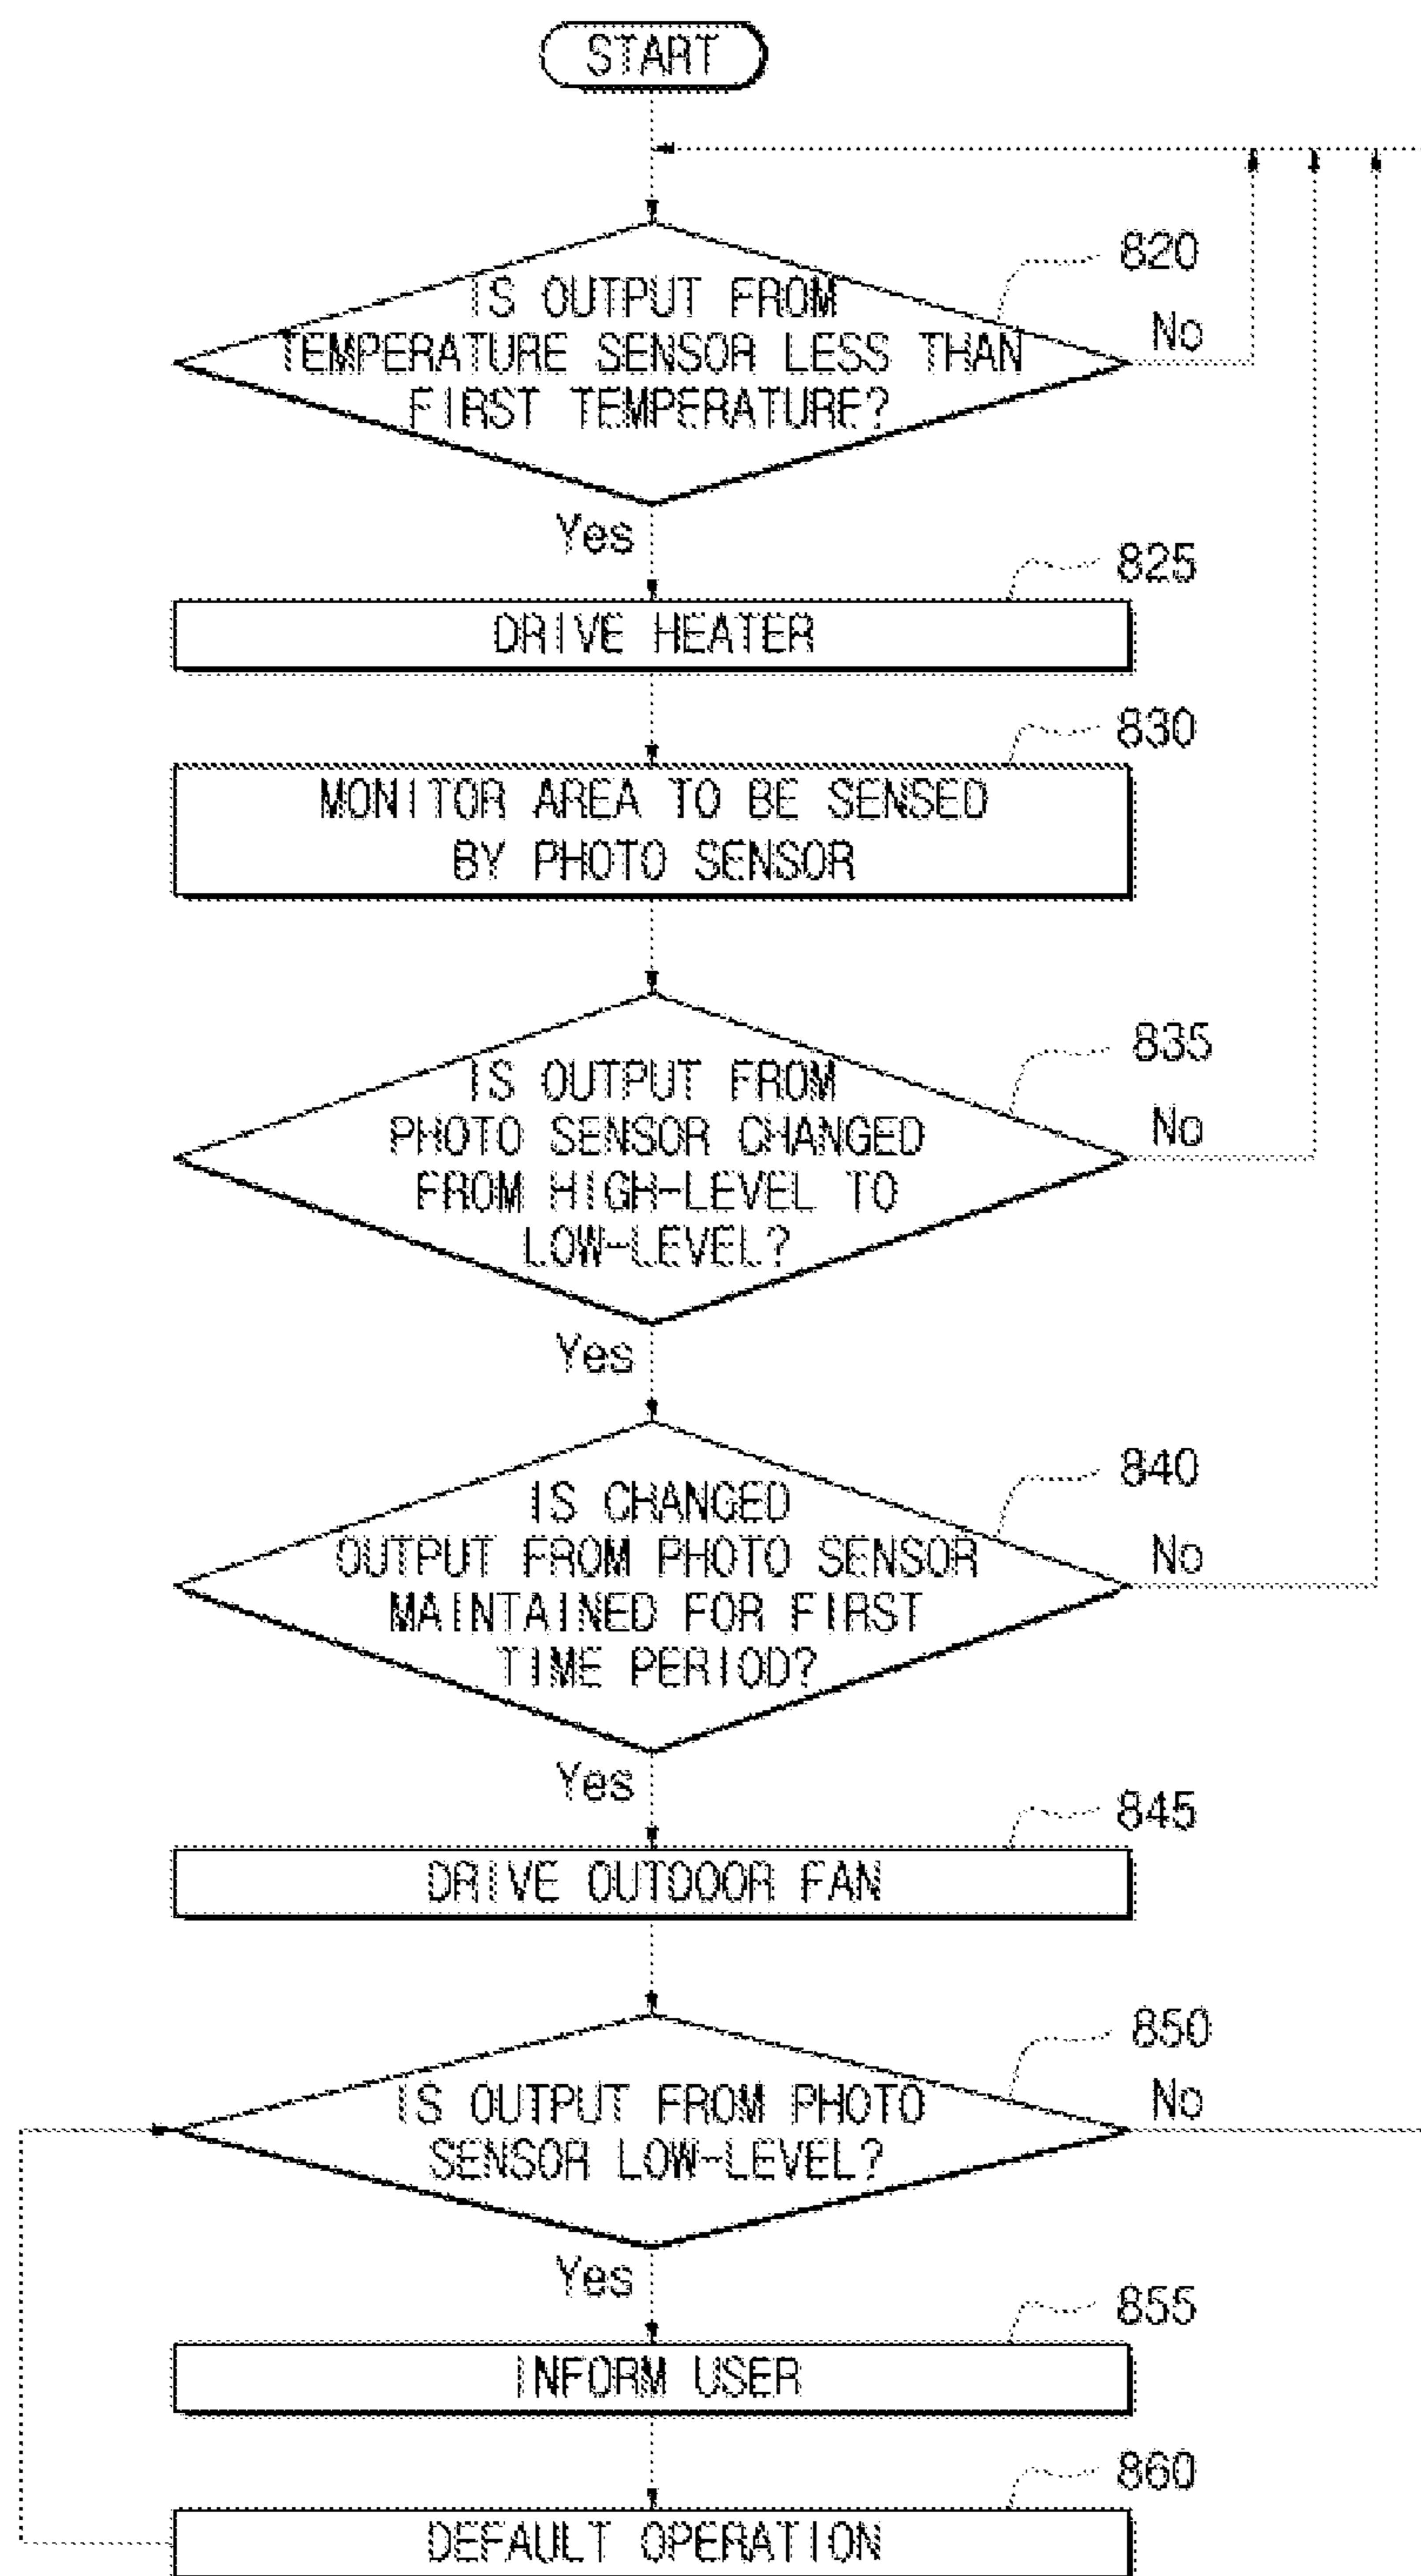 START
820
IS OUTPUT FROM
TEMPERATURE SENSOR LESS THAN
FIRST TEMPERATURE?
No
Yes
825
DRIVE HEATER
830
MONITOR AREA TO BE SENSED
BY PHOTO SENSOR
835
IS OUTPUT FROM
PHOTO SENSOR CHANGED
FROM HIGH-LEVEL TO
LOW-LEVEL?
No
Yes
840
IS CHANGED
OUTPUT FROM PHOTO SENSOR
MAINTAINED FOR FIRST
TIME PERIOD?
No
Yes
845
DRIVE OUTDOOR FAN
850
IS OUTPUT FROM PHOTO
SENSOR LOW-LEVEL?
No
Yes
855
INFORM USER
860
DEFAULT OPERATION